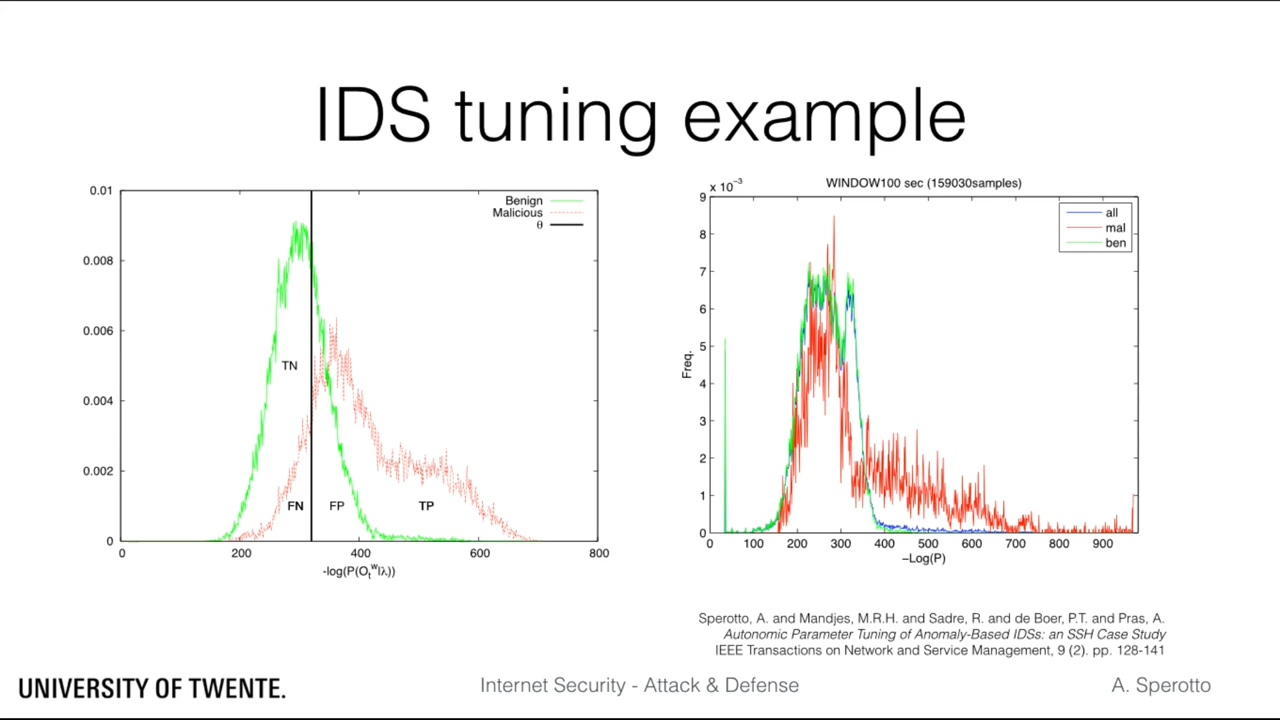 IDS tuning example
0.01
0.008
0.006
0.004
0.002
0
0 200 400 600 800
Benign
Malicious
θ
TN
FN FP TP
-log(P(O_t^w|λ))
WINDOW100 sec (159030samples)
x 10^−3
9
8
7
6
5
4
3
2
1
0
Freq.
all
mal
ben
0 100 200 300 400 500 600 700 800 900
−Log(P)
Sperotto, A. and Mandjes, M.R.H. and Sadre, R. and de Boer, P.T. and Pras, A.
Autonomic Parameter Tuning of Anomaly-Based IDSs: an SSH Case Study
IEEE Transactions on Network and Service Management, 9 (2). pp. 128-141
UNIVERSITY OF TWENTE.
Internet Security - Attack & Defense
A. Sperotto